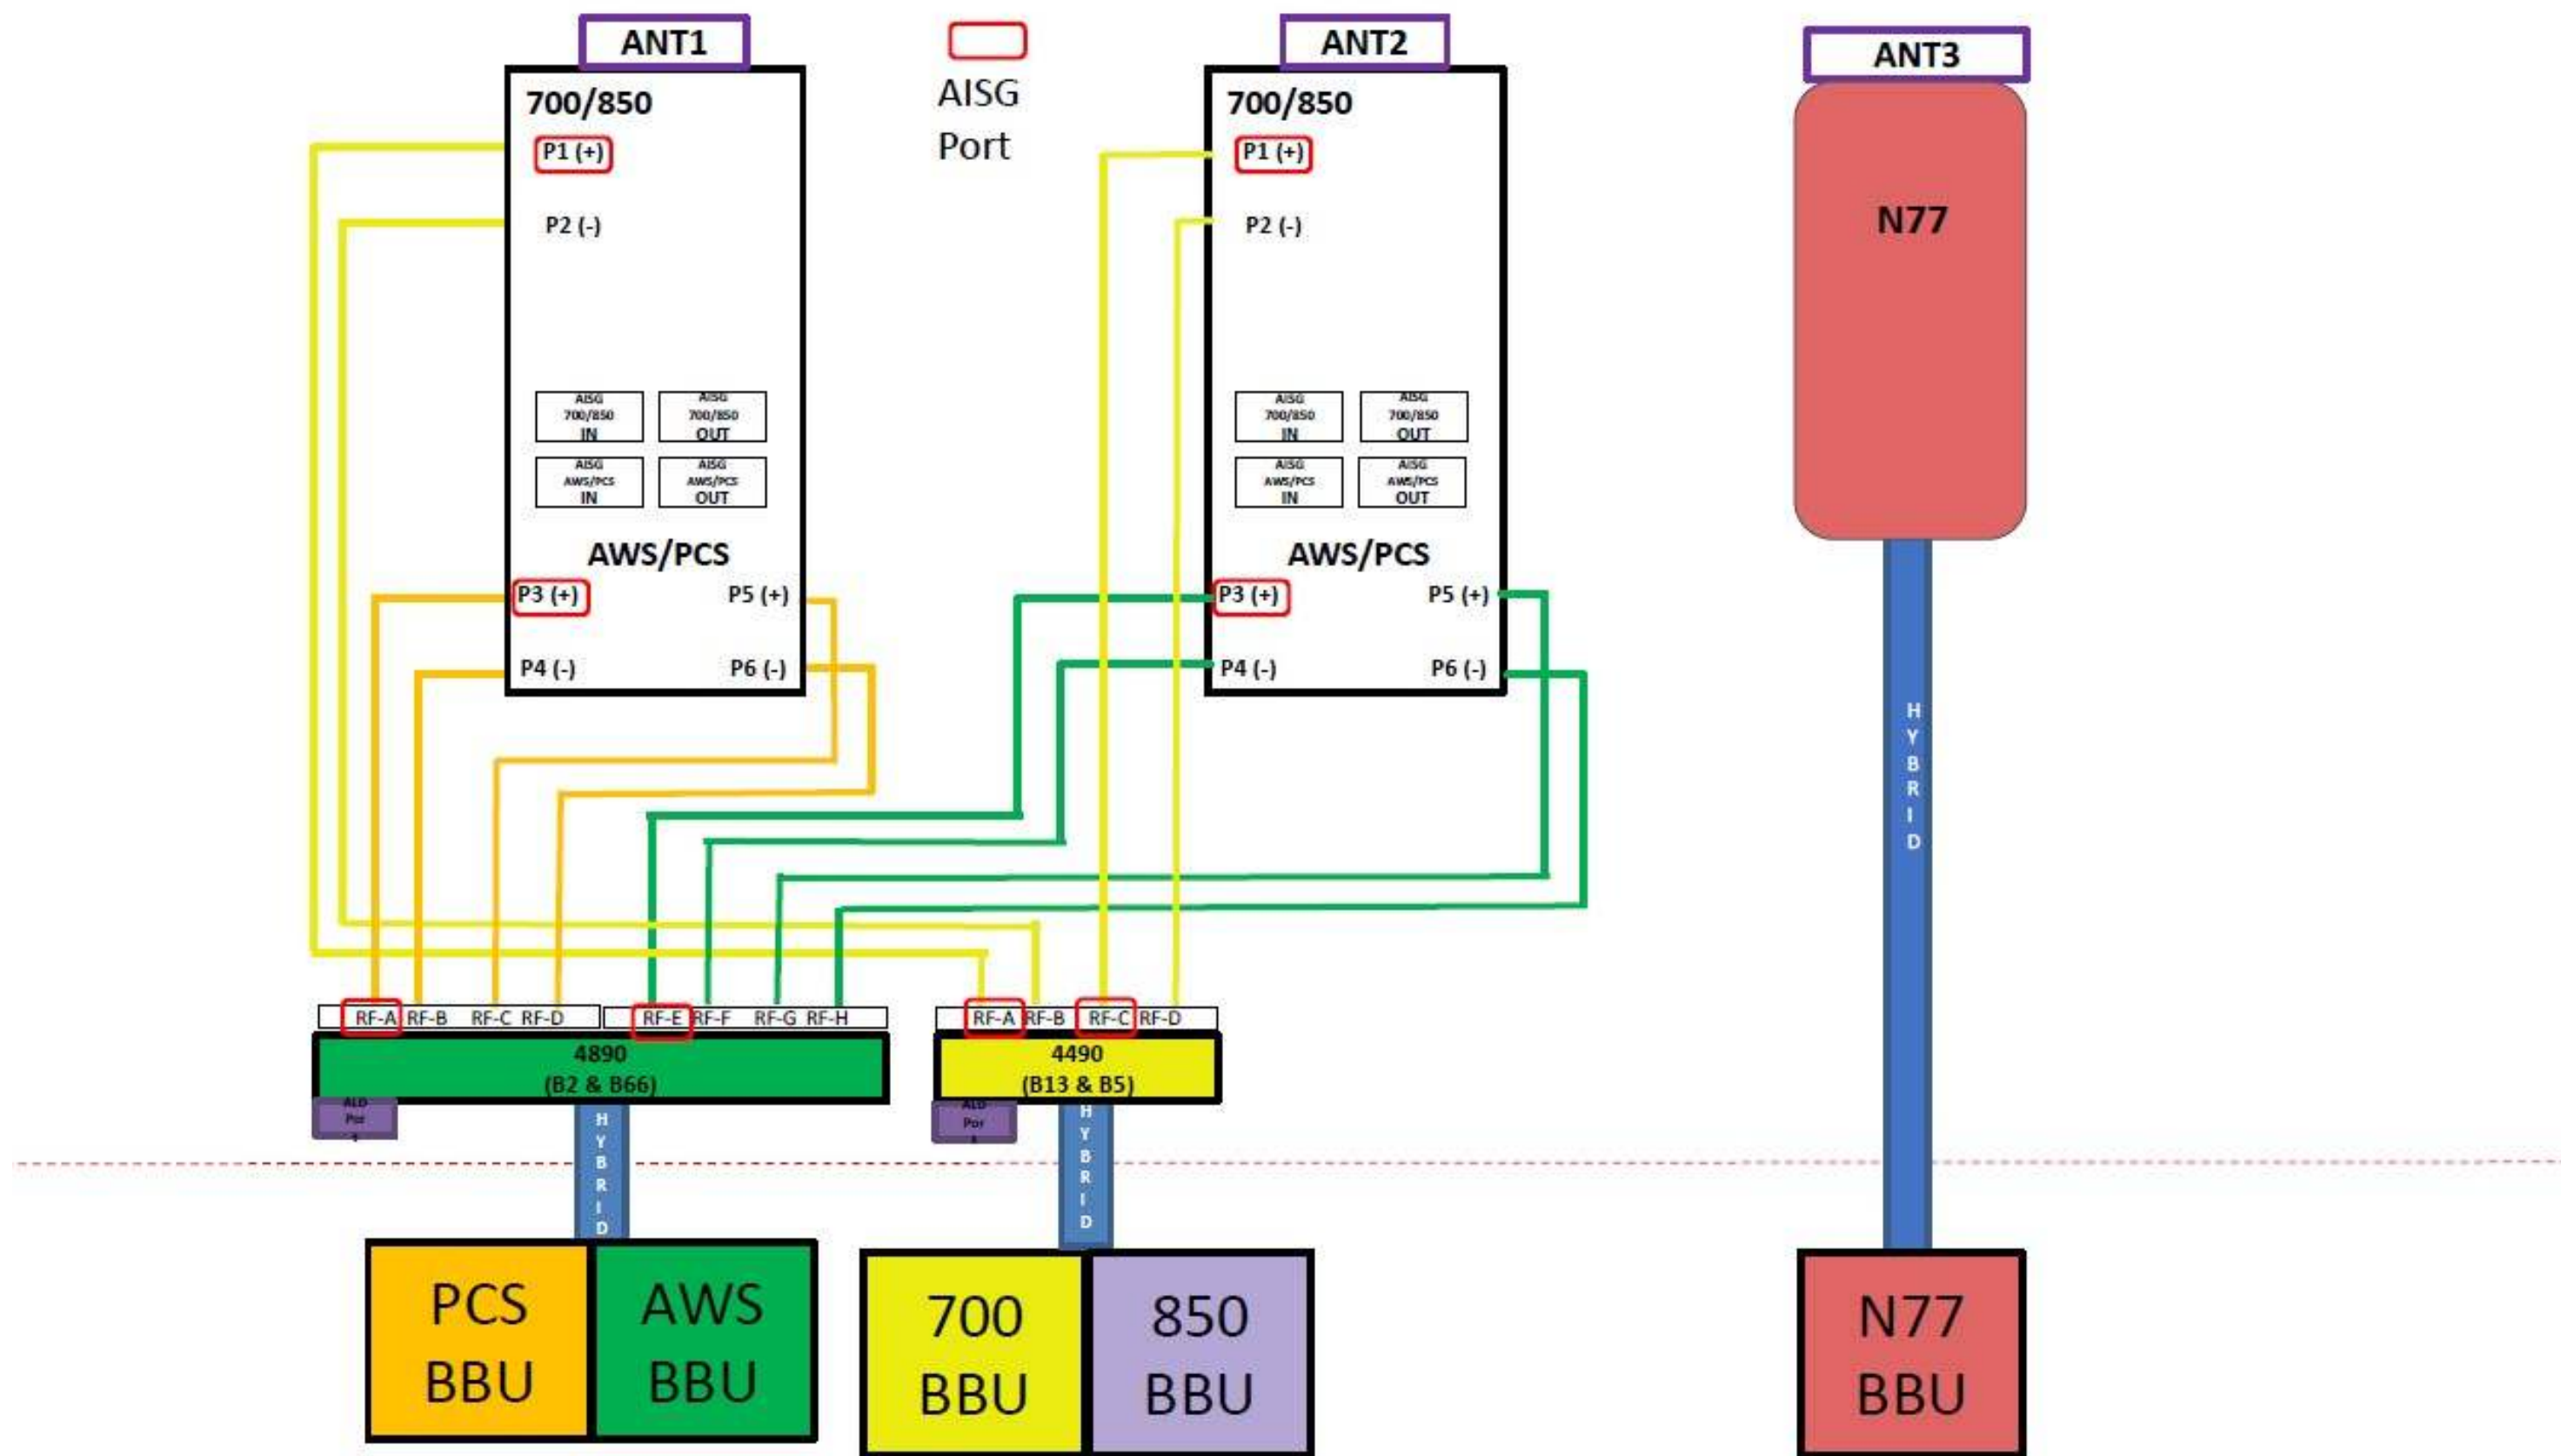 ANT1
700/850
P1 (+)
P2 (-)
AISG
700/850
IN
AISG
700/850
OUT
AISG
AWS/PCS
IN
AISG
AWS/PCS
OUT
AWS/PCS
P3 (+)
P5 (+)
P4 (-)
P6 (-)
AISG
Port
ANT2
700/850
P1 (+)
P2 (-)
AISG
700/850
IN
AISG
700/850
OUT
AISG
AWS/PCS
IN
AISG
AWS/PCS
OUT
AWS/PCS
P3 (+)
P5 (+)
P4 (-)
P6 (-)
ANT3
N77
HYBRID
RF-A RF-B RF-C RF-D
RF-E RF-F RF-G RF-H
4890
(B2 & B66)
ALD
Por
t
HYBRID
RF-A RF-B RF-C RF-D
4490
(B13 & B5)
ALD
Por
t
HYBRID
PCS
BBU
AWS
BBU
700
BBU
850
BBU
N77
BBU